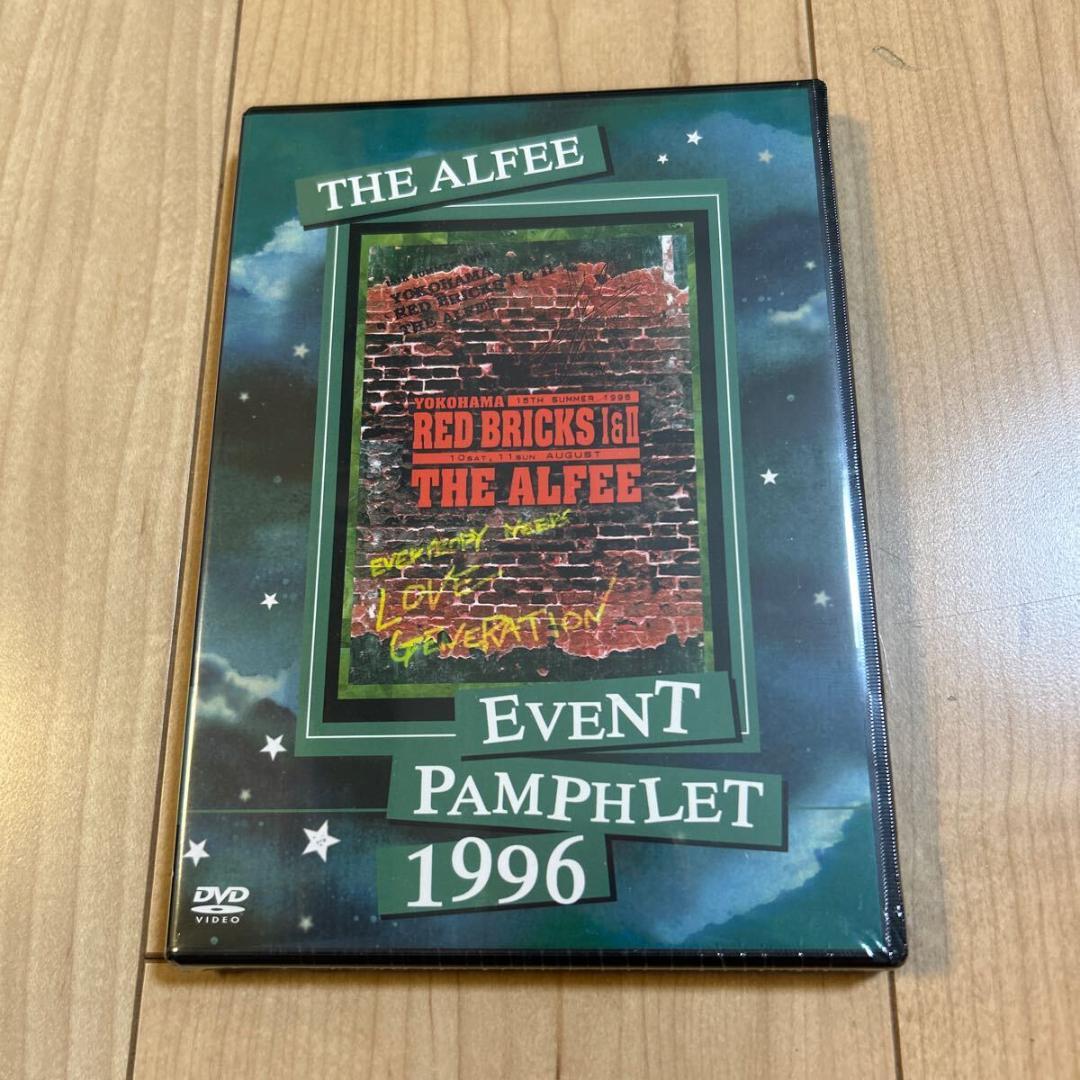 THE ALFEE
YOKOHAMA
RED BRICKS I & II
THE ALFEE
YOKOHAMA 15TH SUMMER 1996
RED BRICKS I&II
10SAT, 11SUN AUGUST
THE ALFEE
EVERYBODY NEEDS
LOVE
GENERATION
EVENT
PAMPHLET
1996
DVD
VIDEO